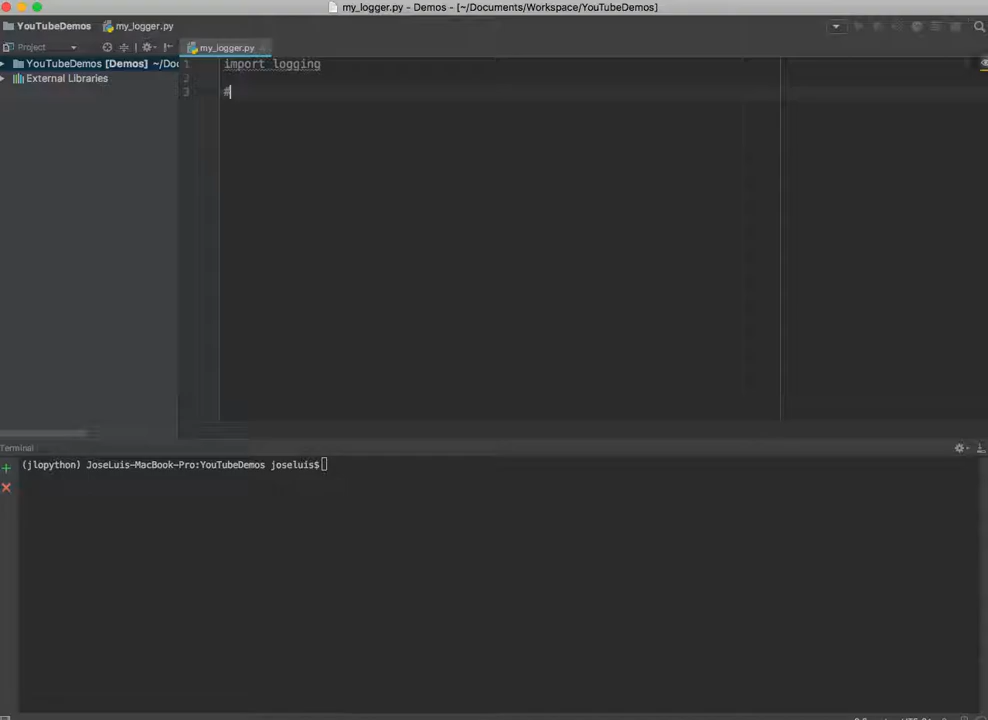 my_logger.py - Demos - [~/Documents/Workspace/YouTubeDemos]
YouTubeDemos my_logger.py
Project
my_logger.py
YouTubeDemos [Demos] ~/Doc
External Libraries
1 import logging
2
3 #
Terminal
(jlopython) JoseLuis-MacBook-Pro:YouTubeDemos joseluis$